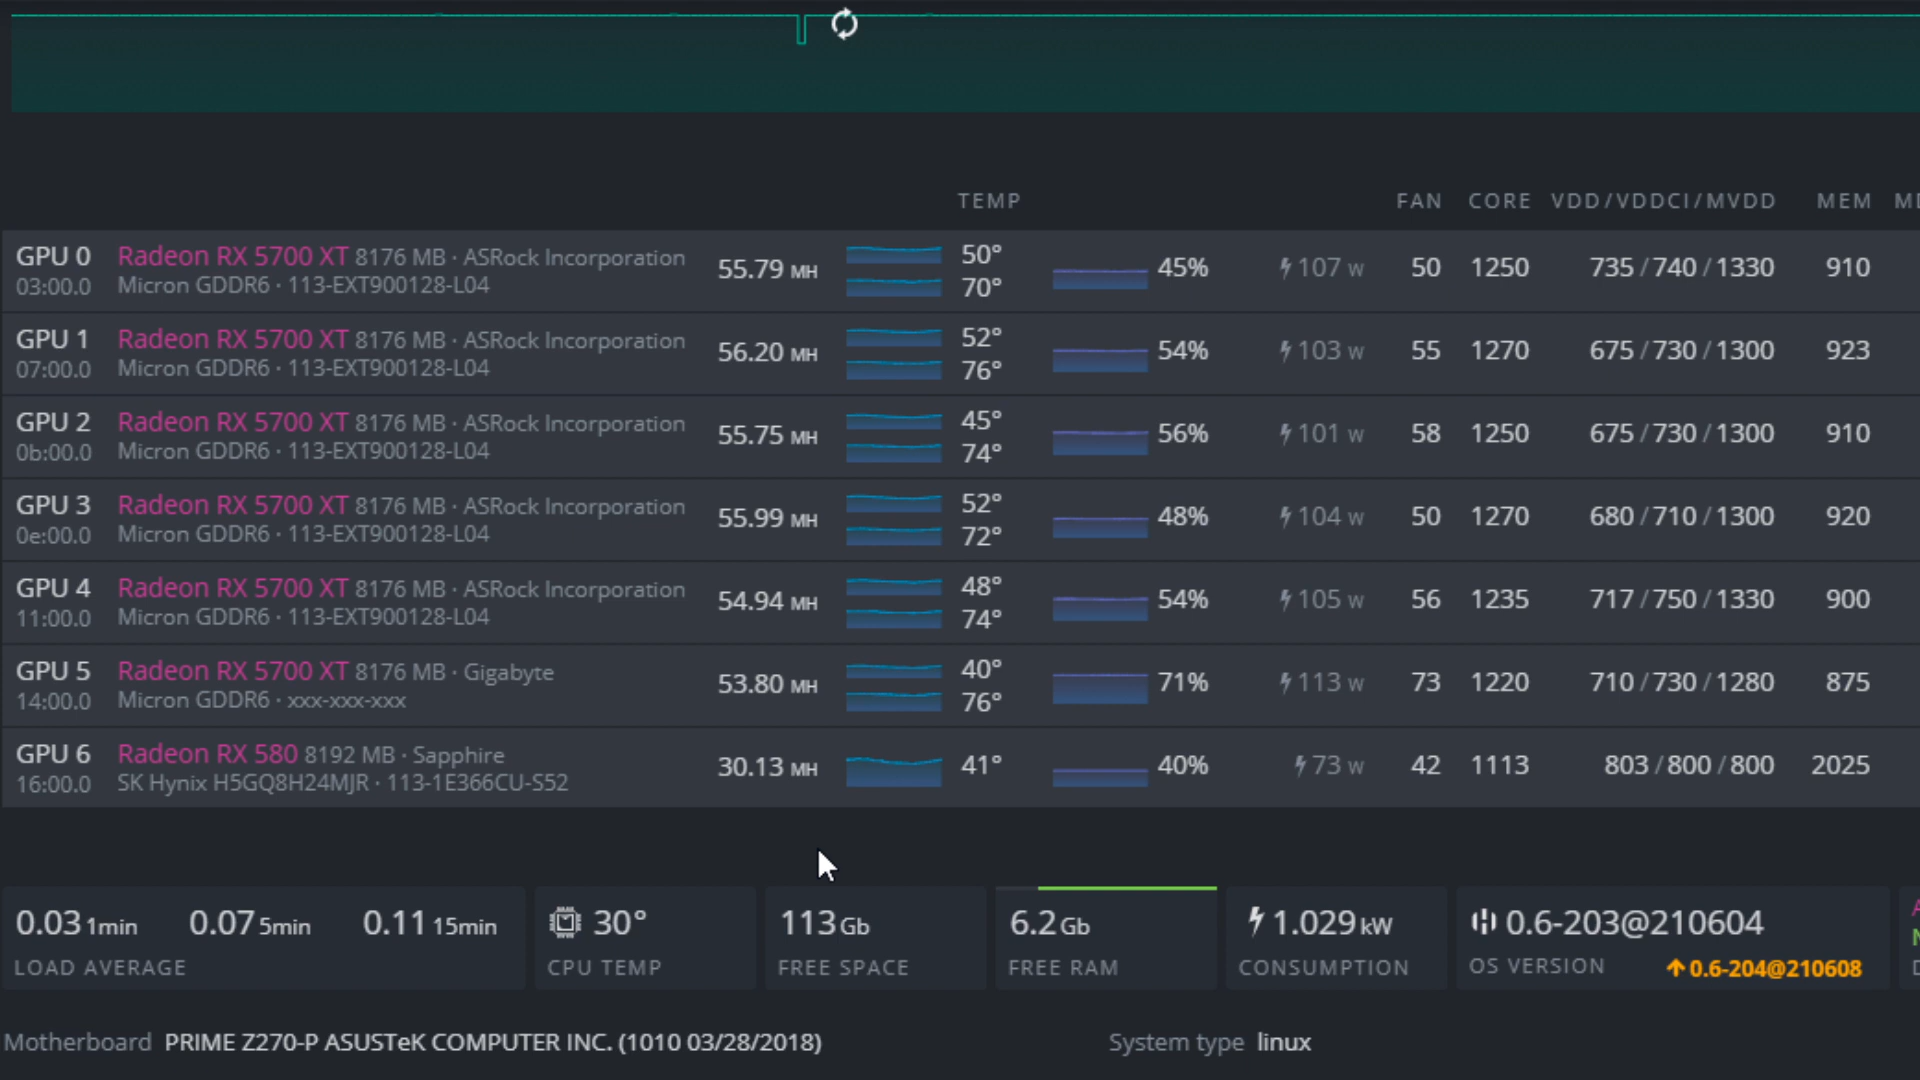 TEMP FAN CORE VDD/VDDCI/MVDD MEM
GPU 0 Radeon RX 5700 XT 8176 MB · ASRock Incorporation 55.79 MH 50° 45% 107 W 50 1250 735 / 740 / 1330 910
03:00.0 Micron GDDR6 · 113-EXT900128-L04 70°
GPU 1 Radeon RX 5700 XT 8176 MB · ASRock Incorporation 56.20 MH 52° 54% 103 W 55 1270 675 / 730 / 1300 923
07:00.0 Micron GDDR6 · 113-EXT900128-L04 76°
GPU 2 Radeon RX 5700 XT 8176 MB · ASRock Incorporation 55.75 MH 45° 56% 101 W 58 1250 675 / 730 / 1300 910
0b:00.0 Micron GDDR6 · 113-EXT900128-L04 74°
GPU 3 Radeon RX 5700 XT 8176 MB · ASRock Incorporation 55.99 MH 52° 48% 104 W 50 1270 680 / 710 / 1300 920
0e:00.0 Micron GDDR6 · 113-EXT900128-L04 72°
GPU 4 Radeon RX 5700 XT 8176 MB · ASRock Incorporation 54.94 MH 48° 54% 105 W 56 1235 717 / 750 / 1330 900
11:00.0 Micron GDDR6 · 113-EXT900128-L04 74°
GPU 5 Radeon RX 5700 XT 8176 MB · Gigabyte 53.80 MH 40° 71% 113 W 73 1220 710 / 730 / 1280 875
14:00.0 Micron GDDR6 · xxx-xxx-xxx 76°
GPU 6 Radeon RX 580 8192 MB · Sapphire 30.13 MH 41° 40% 73 W 42 1113 803 / 800 / 800 2025
16:00.0 SK Hynix H5GQ8H24MJR · 113-1E366CU-S52
0.03 1min 0.07 5min 0.11 15min 30° 113 Gb 6.2 Gb 1.029 kW 0.6-203@210604
LOAD AVERAGE CPU TEMP FREE SPACE FREE RAM CONSUMPTION OS VERSION 0.6-204@210608
Motherboard PRIME Z270-P ASUSTeK COMPUTER INC. (1010 03/28/2018) System type linux